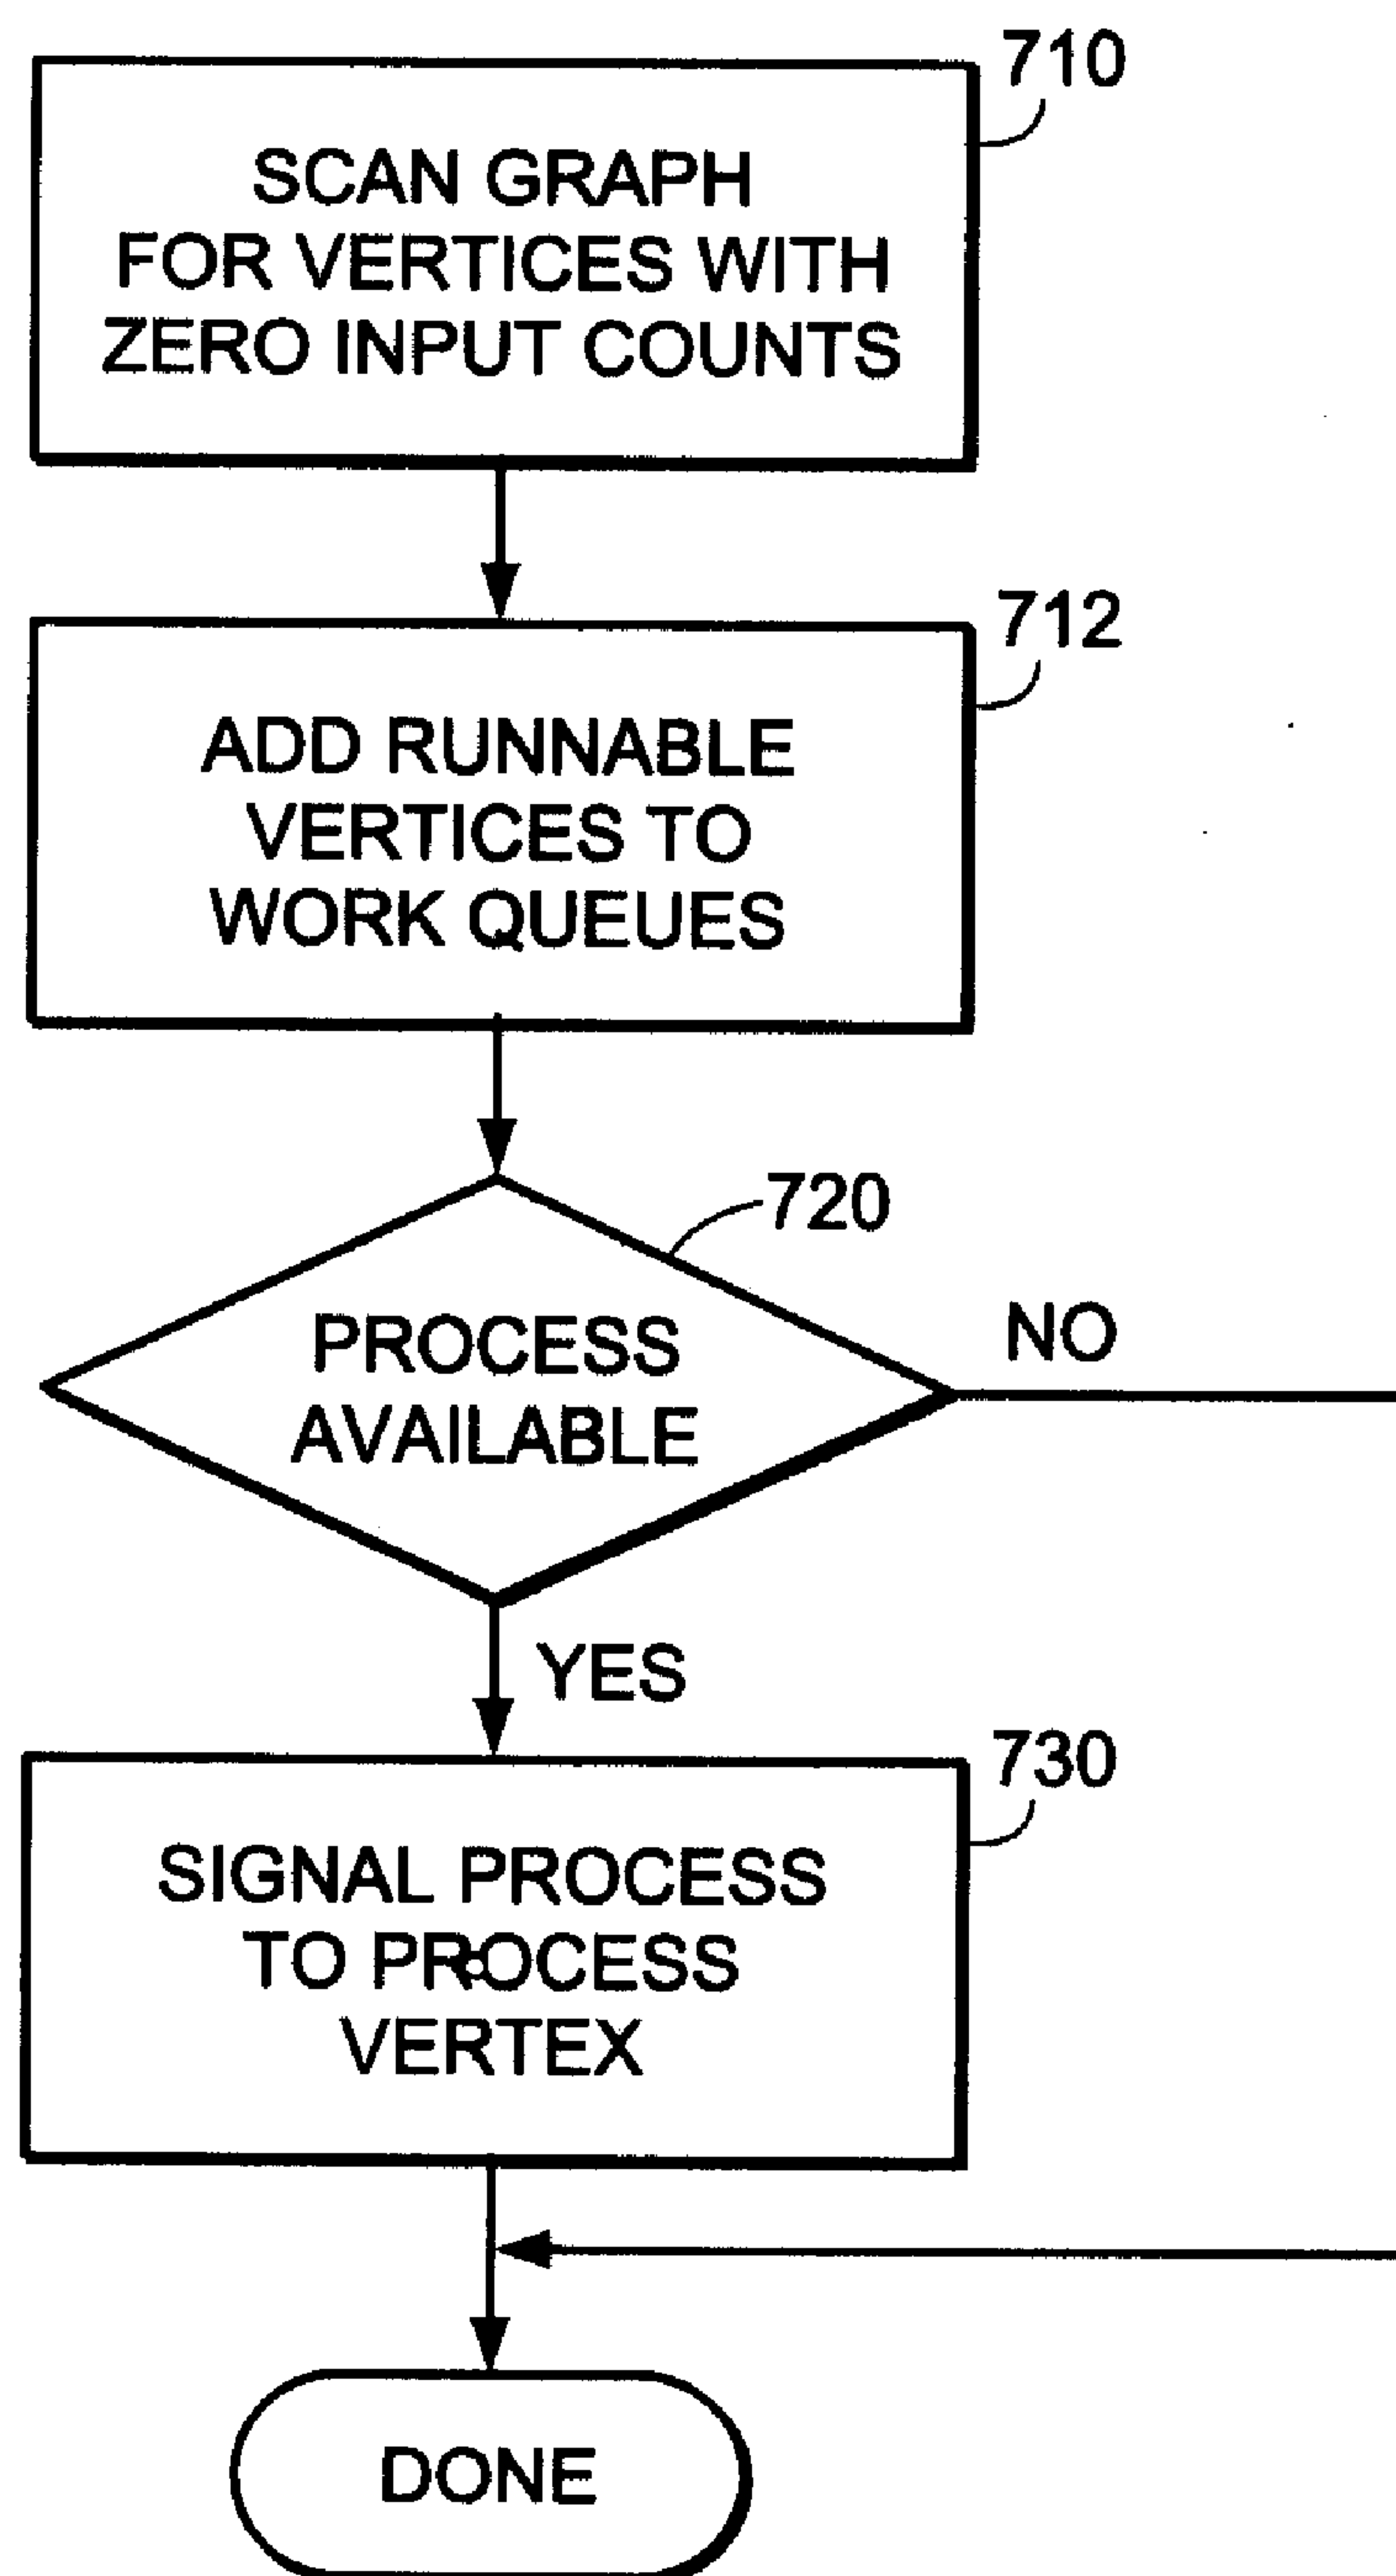 710
SCAN GRAPH
FOR VERTICES WITH
ZERO INPUT COUNTS
712
ADD RUNNABLE
VERTICES TO
WORK QUEUES
720
PROCESS
AVAILABLE
NO
YES
730
SIGNAL PROCESS
TO PROCESS
VERTEX
DONE